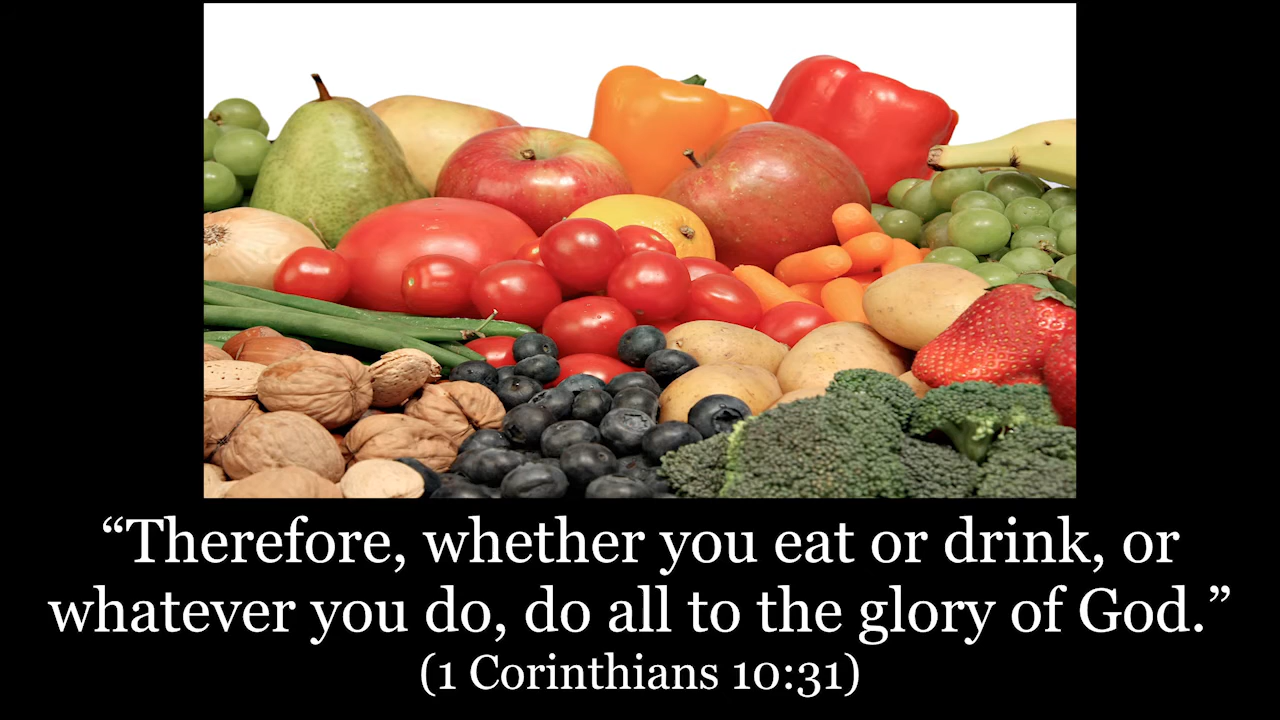 “Therefore, whether you eat or drink, or
whatever you do, do all to the glory of God.”
(1 Corinthians 10:31)